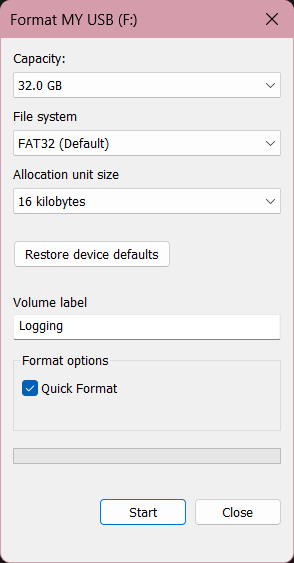 Format MY USB (F:)
Capacity:
32.0 GB
File system
FAT32 (Default)
Allocation unit size
16 kilobytes
Restore device defaults
Volume label
Logging
Format options
Quick Format
Start Close